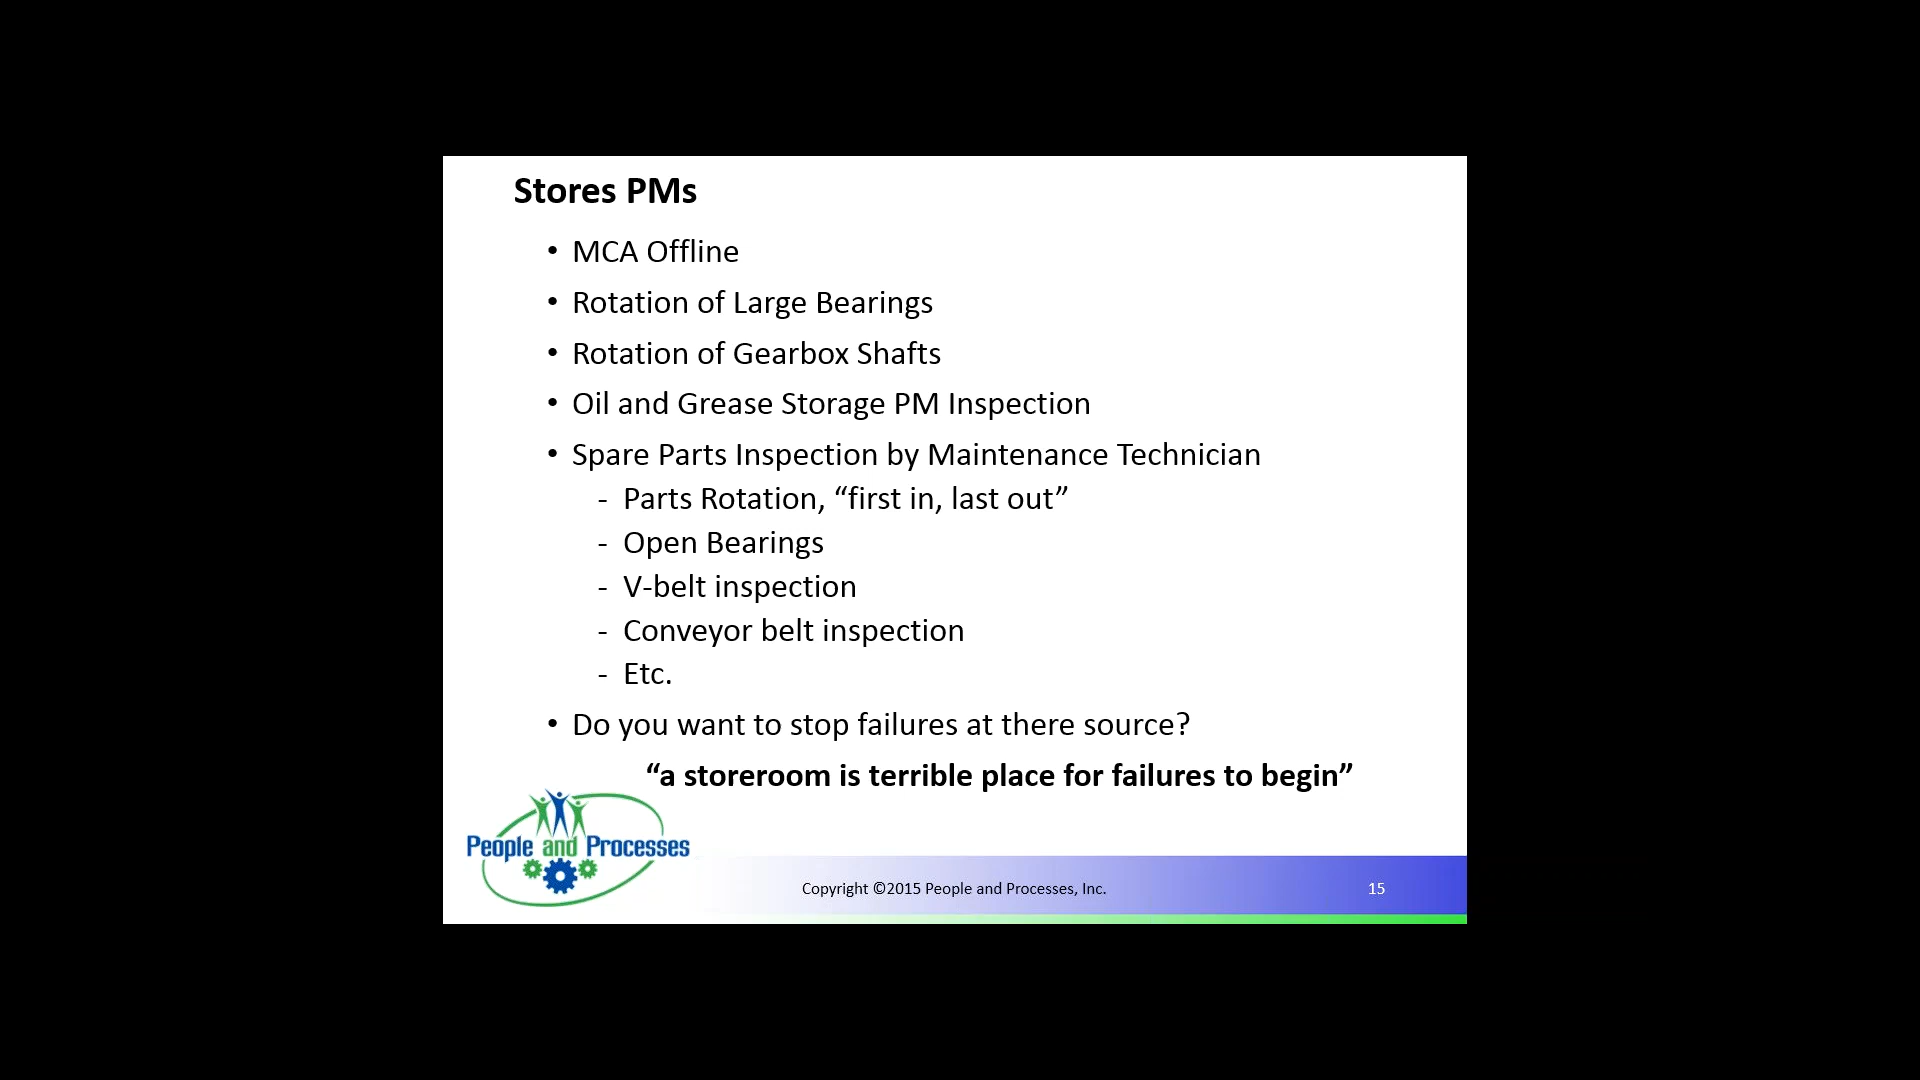 Stores PMs
• MCA Offline
• Rotation of Large Bearings
• Rotation of Gearbox Shafts
• Oil and Grease Storage PM Inspection
• Spare Parts Inspection by Maintenance Technician
- Parts Rotation, “first in, last out”
- Open Bearings
- V-belt inspection
- Conveyor belt inspection
- Etc.
• Do you want to stop failures at there source?
“a storeroom is terrible place for failures to begin”
People and Processes
Copyright ©2015 People and Processes, Inc.
15